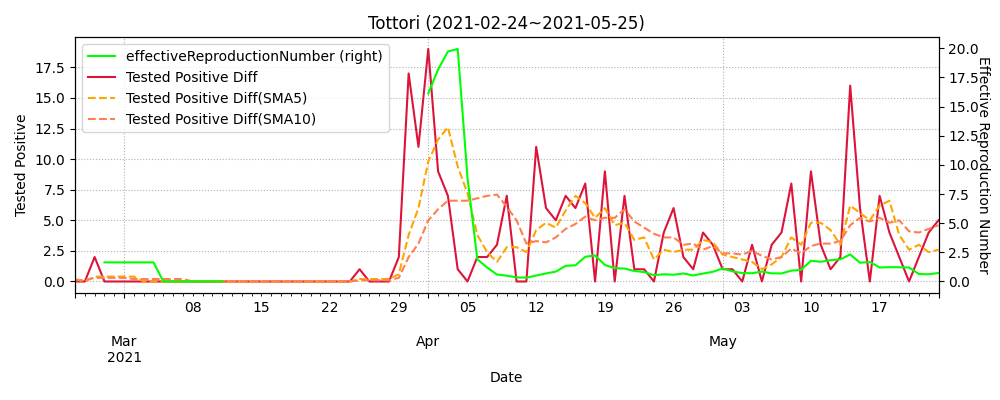 Tottori (2021-02-24~2021-05-25)
effectiveReproductionNumber (right)
Tested Positive Diff
Tested Positive Diff(SMA5)
Tested Positive Diff(SMA10)
Tested Positive
17.5
15.0
12.5
10.0
7.5
5.0
2.5
0.0
20.0
17.5
15.0
12.5
10.0
7.5
5.0
2.5
0.0
Effective Reproduction Number
08 15 22 29 05 12 19 26 03 10 17
Mar Apr May
2021
Date